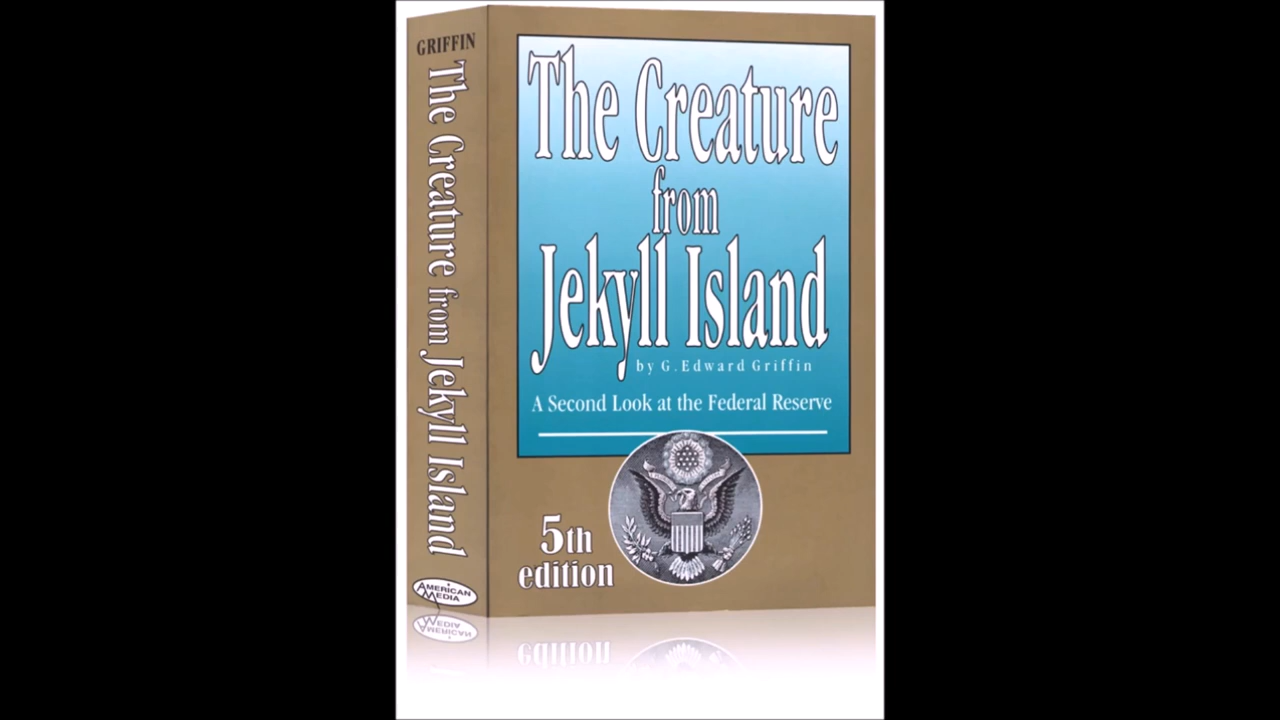 GRIFFIN
The Creature from Jekyll Island
AMERICAN
MEDIA
The Creature
from
Jekyll Island
by G. Edward Griffin
A Second Look at the Federal Reserve
5th
edition